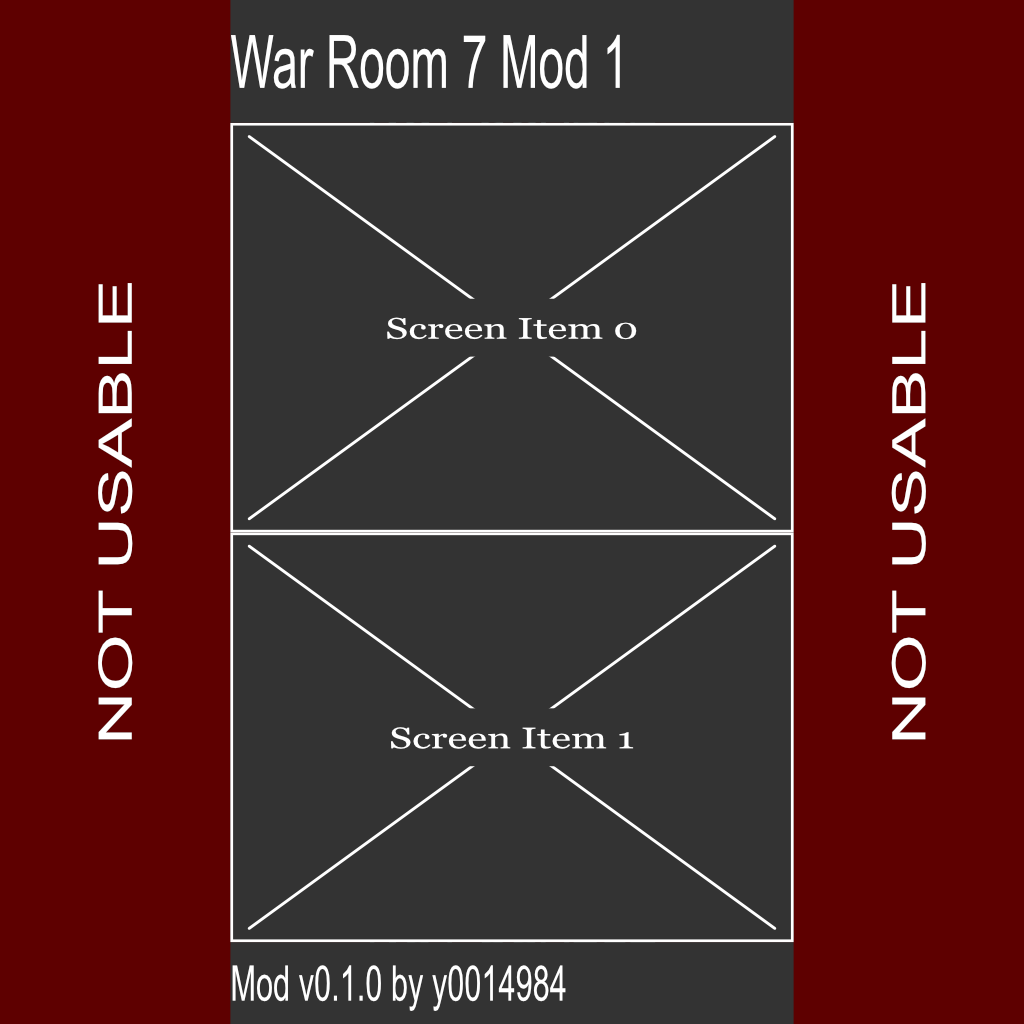 War Room 7 Mod 1
NOT USABLE
Screen Item 0
Screen Item 1
NOT USABLE
Mod v0.1.0 by y0014984